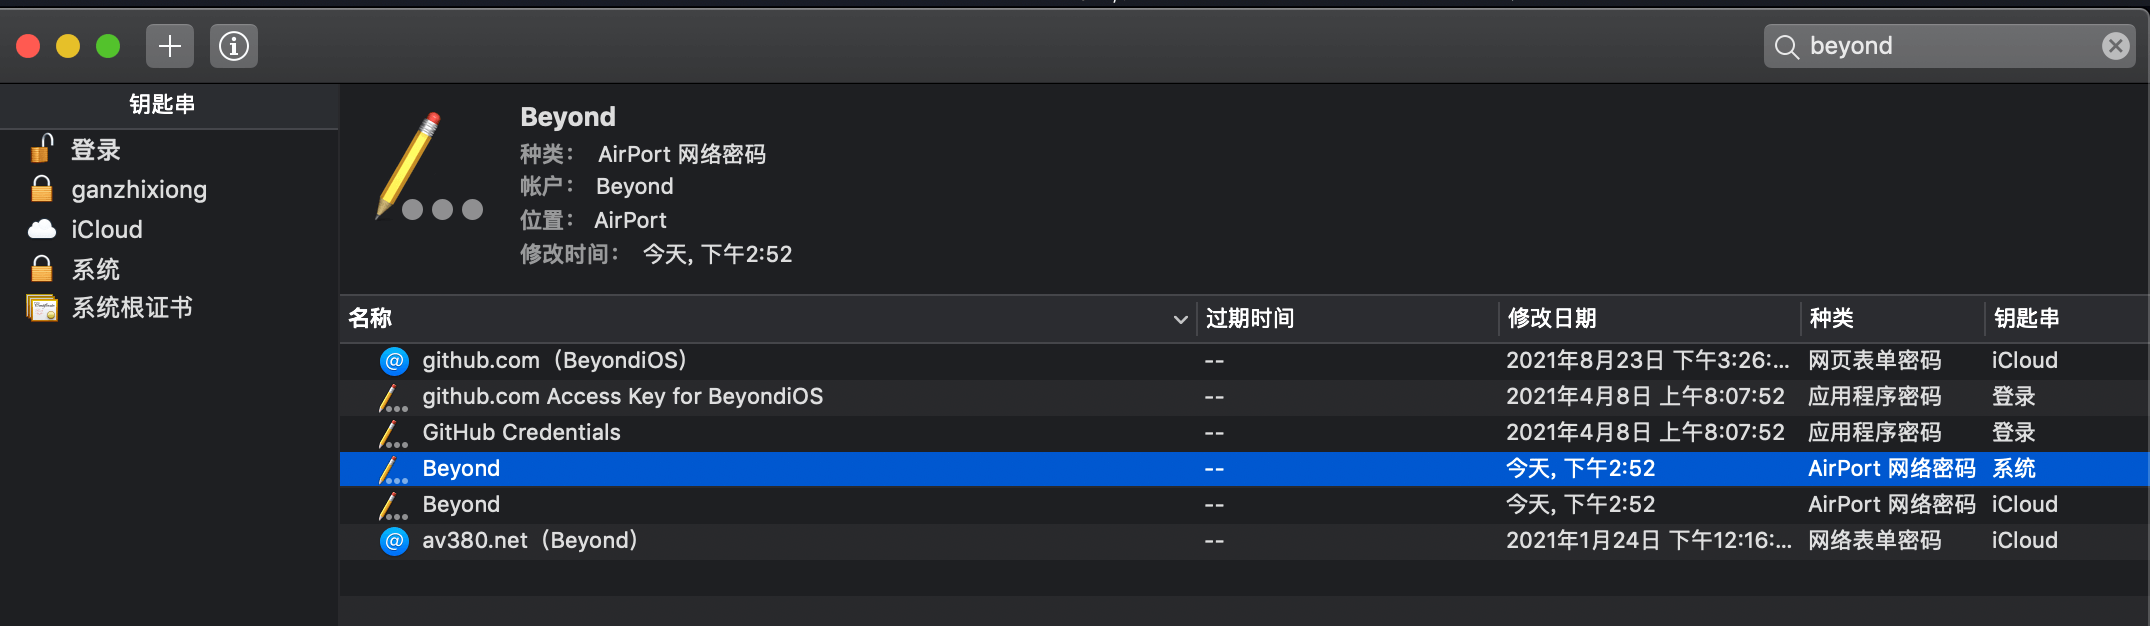 beyond
钥匙串
登录
ganzhixiong
iCloud
系统
系统根证书
Beyond
种类： AirPort 网络密码
帐户： Beyond
位置： AirPort
修改时间： 今天, 下午2:52
名称 过期时间 修改日期 种类 钥匙串
github.com（BeyondiOS） -- 2021年8月23日 下午3:26:... 网页表单密码 iCloud
github.com Access Key for BeyondiOS -- 2021年4月8日 上午8:07:52 应用程序密码 登录
GitHub Credentials -- 2021年4月8日 上午8:07:52 应用程序密码 登录
Beyond -- 今天, 下午2:52 AirPort 网络密码 系统
Beyond -- 今天, 下午2:52 AirPort 网络密码 iCloud
av380.net（Beyond） -- 2021年1月24日 下午12:16:... 网络表单密码 iCloud